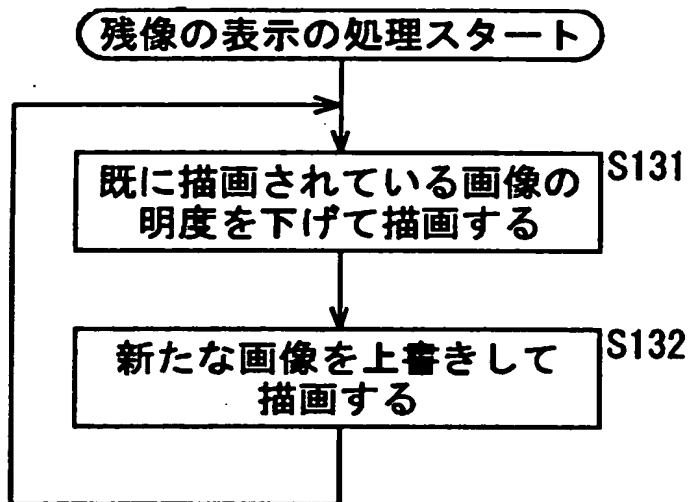 残像の表示の処理スタート
既に描画されている画像の
明度を下げて描画する
S131
新たな画像を上書きして
描画する
S132